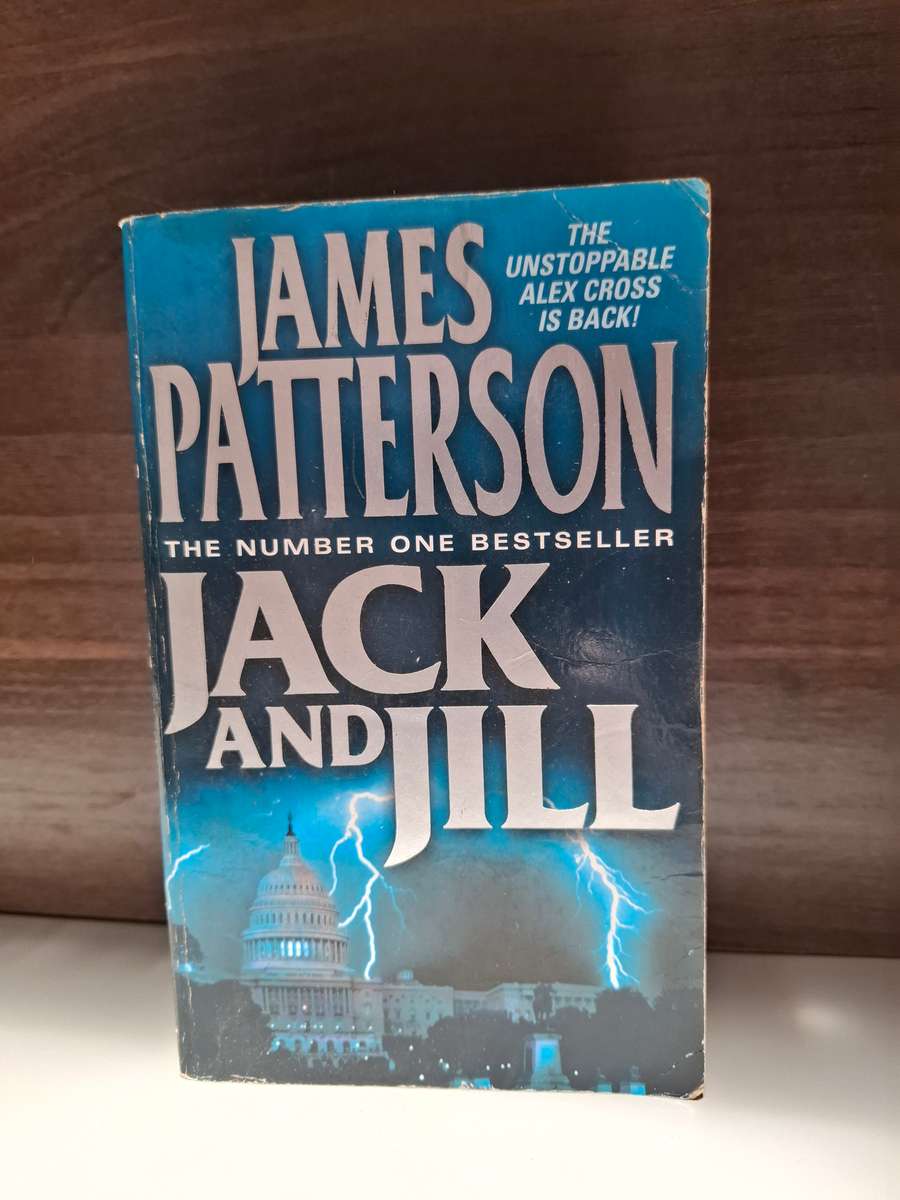 JAMES
PATTERSON
THE
UNSTOPPABLE
ALEX CROSS
IS BACK!
THE NUMBER ONE BESTSELLER
JACK
AND JILL